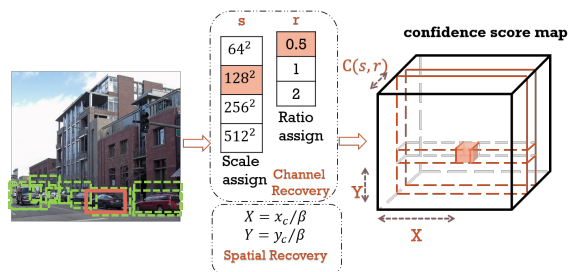 s
r
64²
128²
256²
512²
0.5
1
2
Ratio
assign
Scale
assign
Channel
Recovery
X = x_c/β
Y = y_c/β
Spatial Recovery
confidence score map
C(s,r)
Y
X